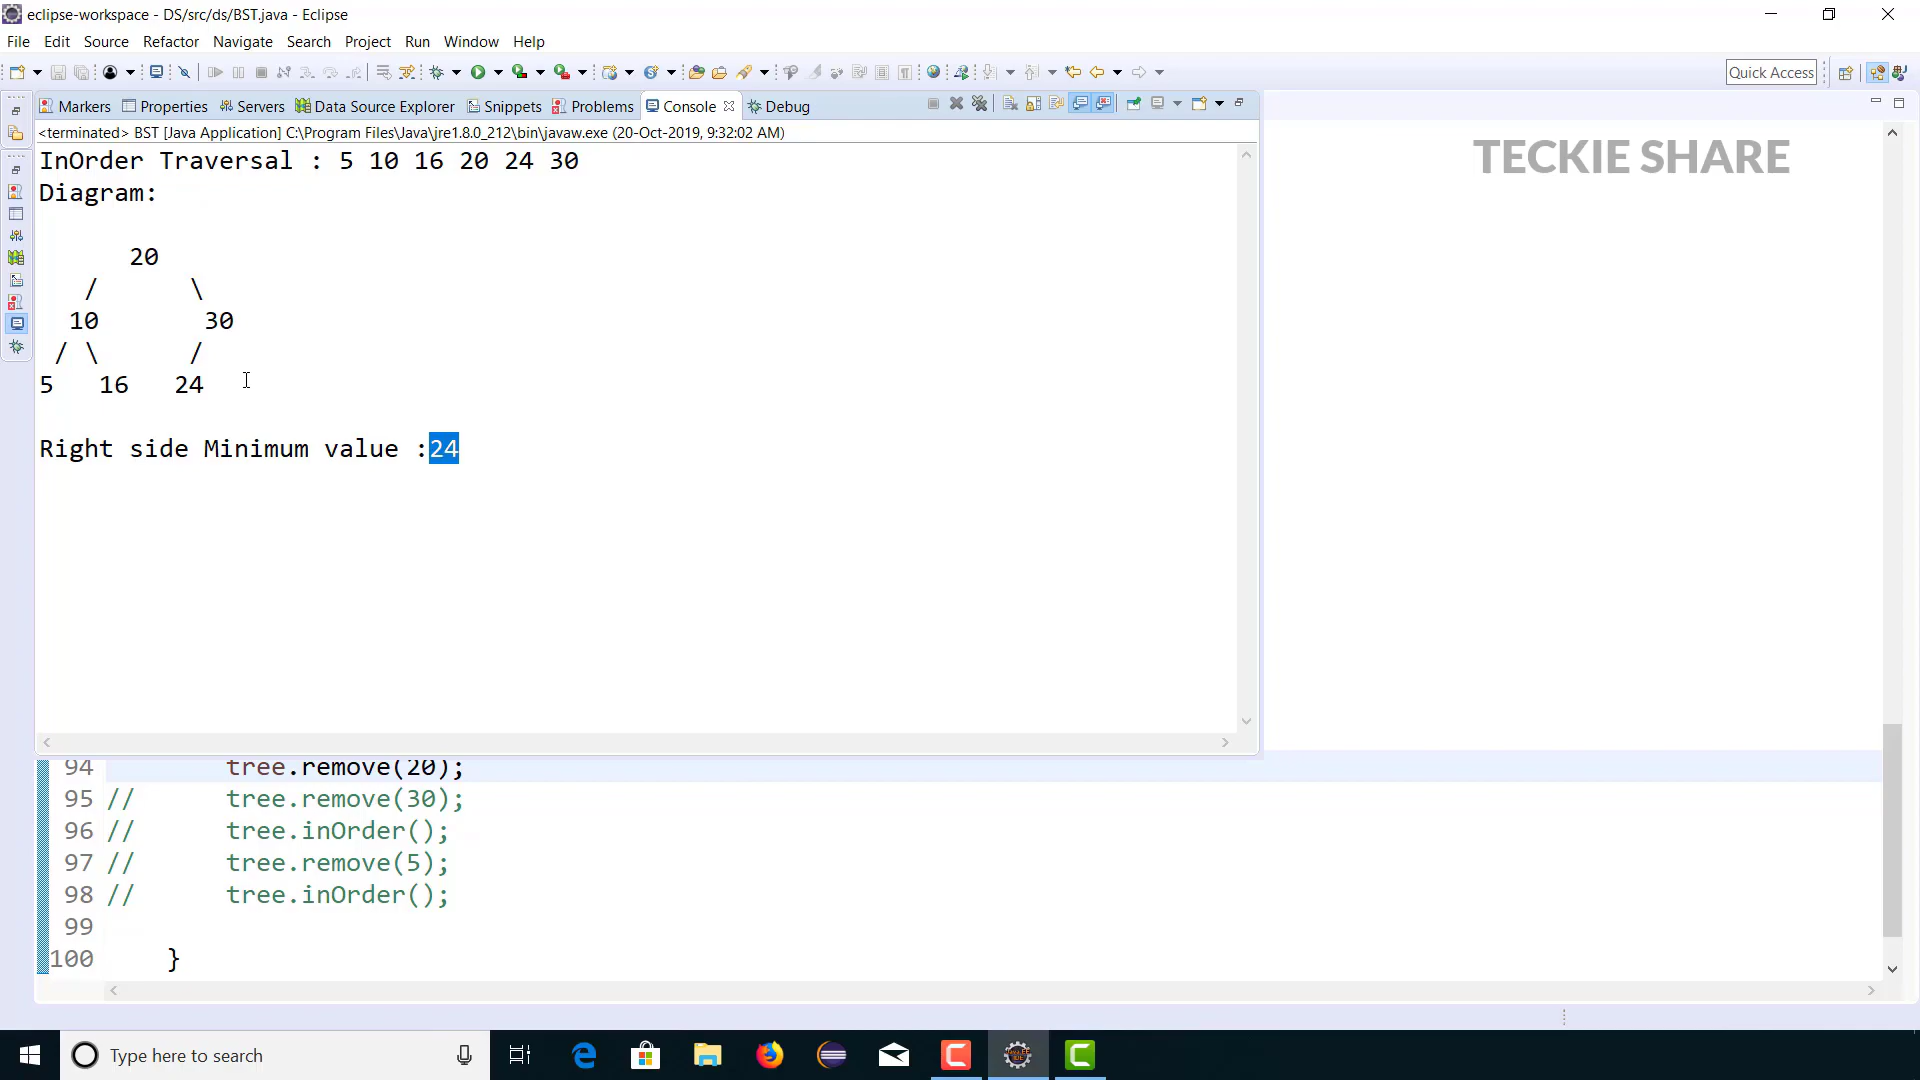 eclipse-workspace - DS/src/ds/BST.java - Eclipse
File Edit Source Refactor Navigate Search Project Run Window Help
Quick Access
Markers Properties Servers Data Source Explorer Snippets Problems Console Debug
<terminated> BST [Java Application] C:\Program Files\Java\jre1.8.0_212\bin\javaw.exe (20-Oct-2019, 9:32:02 AM)
TECKIE SHARE
InOrder Traversal : 5 10 16 20 24 30
Diagram:
20
/ \
10 30
/ \ /
5 16 24
Right side Minimum value :24
94 tree.remove(20);
95 // tree.remove(30);
96 // tree.inOrder();
97 // tree.remove(5);
98 // tree.inOrder();
99
100 }
Type here to search